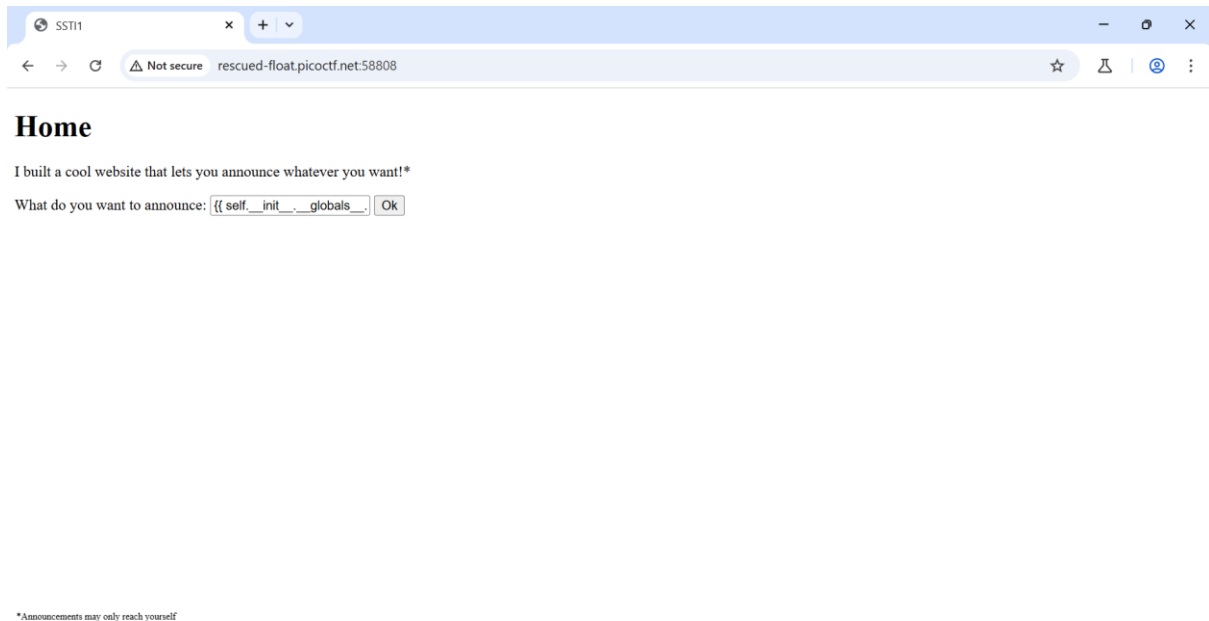 SSTI1
Not secure rescued-float.picoctf.net:58808
Home
I built a cool website that lets you announce whatever you want!*
What do you want to announce: {{ self.__init__.__globals__. Ok
*Announcements may only reach yourself